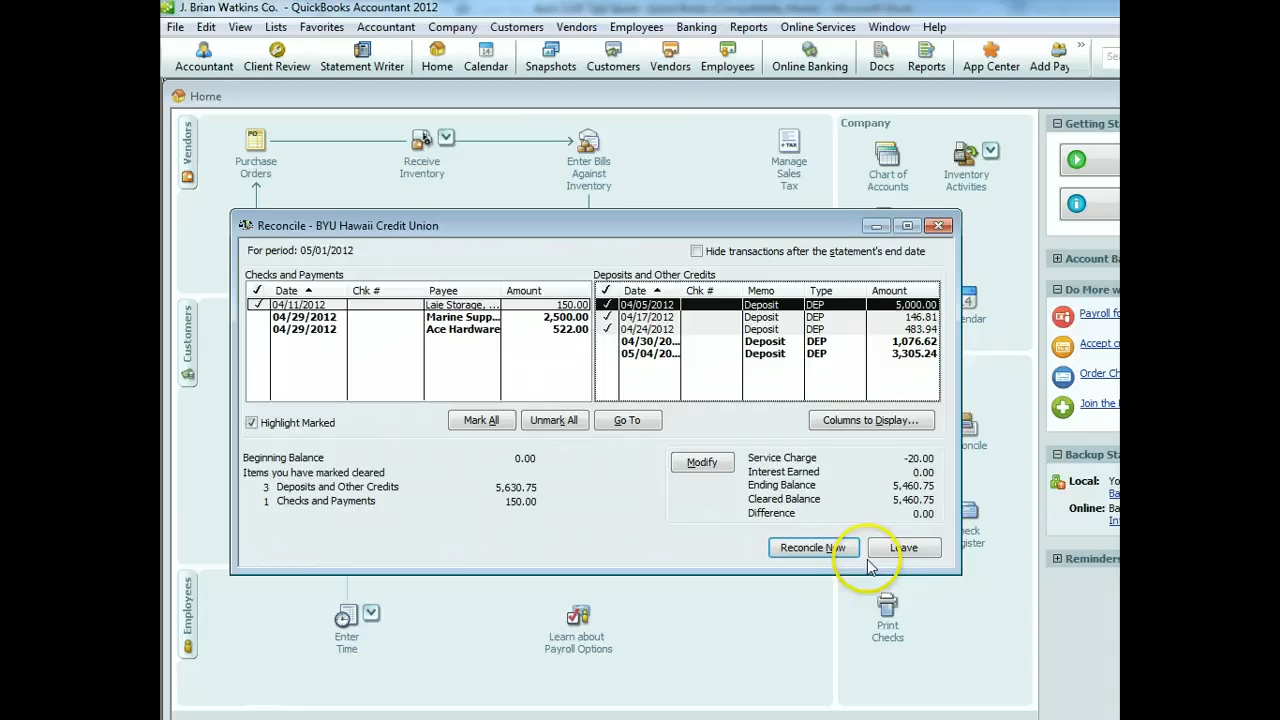 J. Brian Watkins Co. - QuickBooks Accountant 2012
File Edit View Lists Favorites Accountant Company Customers Vendors Employees Banking Reports Online Services Window Help
Accountant Client Review Statement Writer Home Calendar Snapshots Customers Vendors Employees Online Banking Docs Reports App Center Add Pay
Home
Vendors
Customers
Employees
Purchase Orders
Receive Inventory
Enter Bills Against Inventory
Manage Sales Tax
Company
Chart of Accounts
Inventory Activities
Getting St
Account B
Do More w
Payroll fo
Accept c
Order Ch
Join the
Backup Sta
Local: Yo
Ba
Online: Ba
Int
Reminders
Reconcile - BYU Hawaii Credit Union
For period: 05/01/2012
Hide transactions after the statement's end date
Checks and Payments
Date Chk # Payee Amount
04/11/2012 Laie Storage, ... 150.00
04/29/2012 Marine Supp... 2,500.00
04/29/2012 Ace Hardware 522.00
Deposits and Other Credits
Date Chk # Memo Type Amount
04/05/2012 Deposit DEP 5,000.00
04/17/2012 Deposit DEP 146.81
04/24/2012 Deposit DEP 483.94
04/30/20... Deposit DEP 1,076.62
05/04/20... Deposit DEP 3,305.24
Highlight Marked
Mark All Unmark All Go To Columns to Display...
Beginning Balance 0.00
Items you have marked cleared
3 Deposits and Other Credits 5,630.75
1 Checks and Payments 150.00
Modify
Service Charge -20.00
Interest Earned 0.00
Ending Balance 5,460.75
Cleared Balance 5,460.75
Difference 0.00
Reconcile Now Leave
Enter Time
Learn about Payroll Options
Print Checks